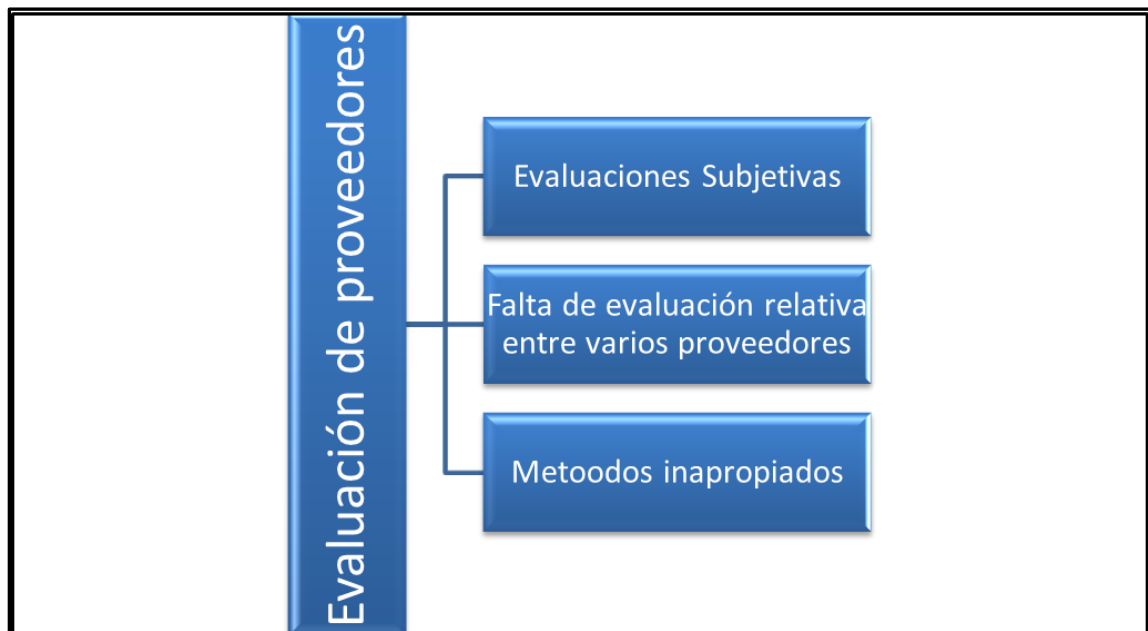 Evaluación de proveedores
Evaluaciones Subjetivas
Falta de evaluación relativa
entre varios proveedores
Metoodos inapropiados